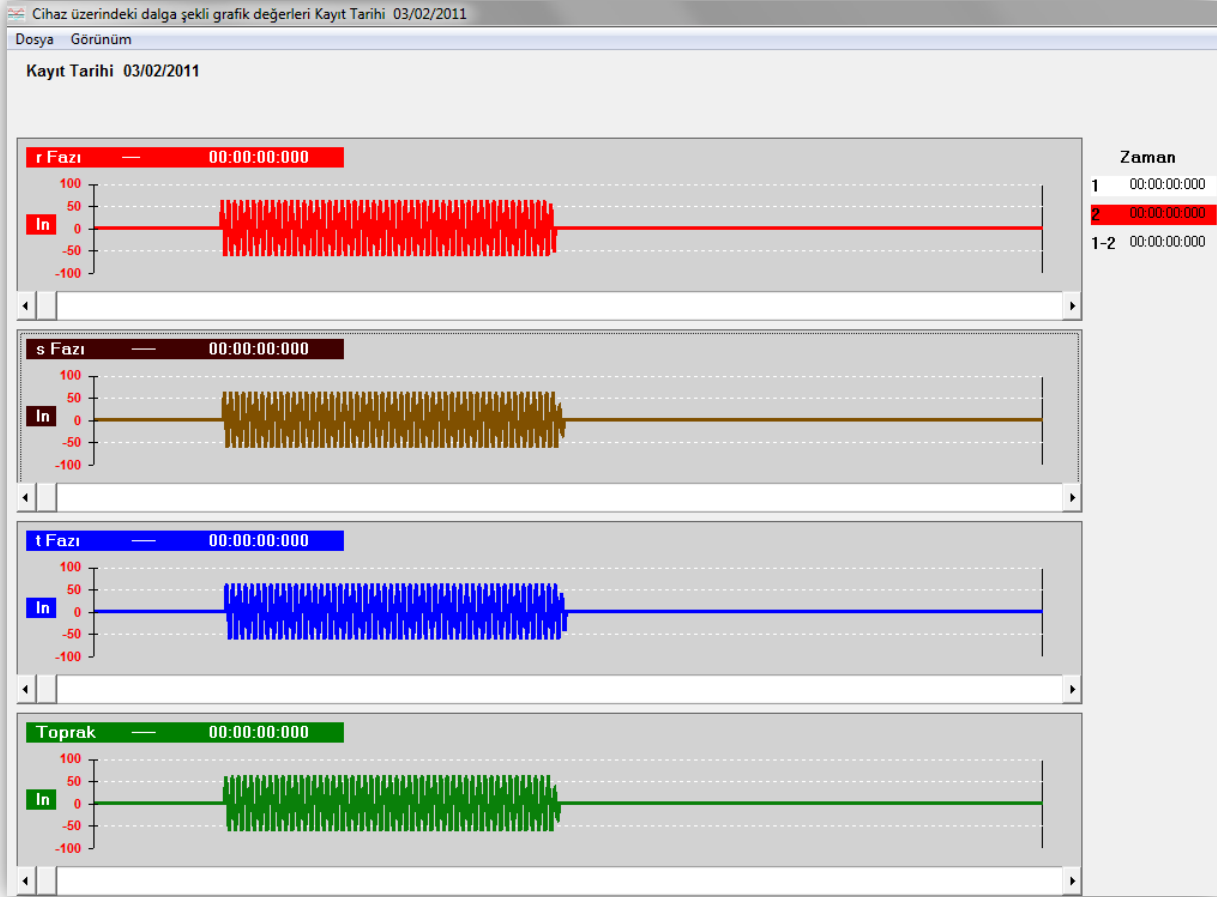 Cihaz üzerindeki dalga şekli grafik değerleri Kayıt Tarihi 03/02/2011
Dosya Görünüm
Kayıt Tarihi 03/02/2011
r Fazı — 00:00:00:000
100
50
In
0
-50
-100
Zaman
1 00:00:00:000
2 00:00:00:000
1-2 00:00:00:000
s Fazı — 00:00:00:000
100
50
In
0
-50
-100
t Fazı — 00:00:00:000
100
50
In
0
-50
-100
Toprak — 00:00:00:000
100
50
In
0
-50
-100